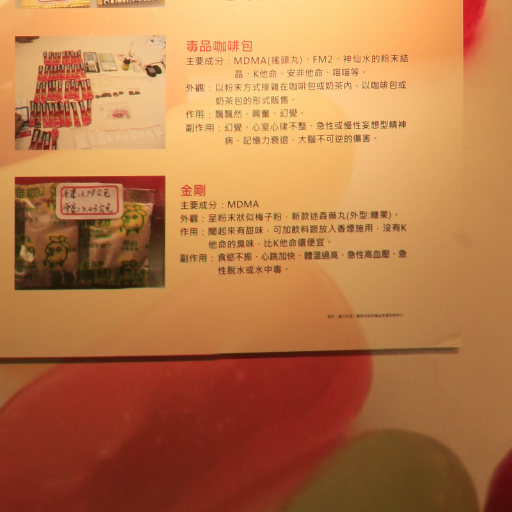 毒品咖啡包
主要成分：MDMA(搖頭丸)、FM2、神仙水的粉末結
晶、K他命、安非他命、喵喵等。
外觀：以粉末方式摻雜在咖啡包或奶茶內，以咖啡包或
奶茶包的形式販售。
作用：飄飄然、興奮、幻覺。
副作用：幻覺、心室心律不整、急性或慢性妄想型精神
病、記憶力衰退、大腦不可逆的傷害。
金剛
主要成分：MDMA
外觀：呈粉末狀似梅子粉，新款迷姦藥丸(外型:糖果)。
作用：聞起來有甜味，可加飲料跟放入香煙施用，沒有K
他命的臭味，比K他命還便宜。
副作用：食慾不振、心跳加快、體溫過高、急性高血壓、急
性脫水或水中毒。